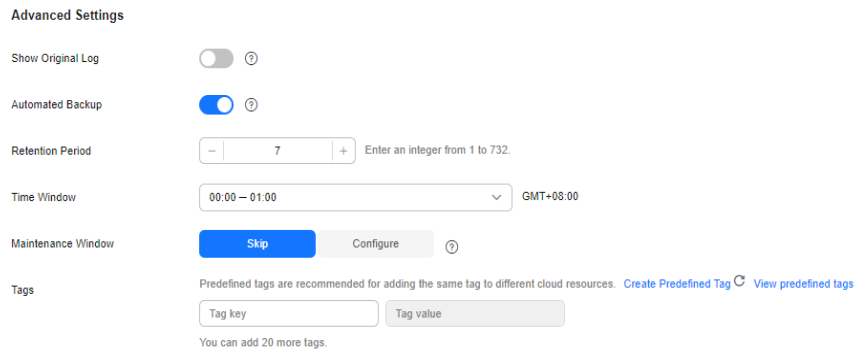 Advanced Settings
Show Original Log ?
Automated Backup ?
Retention Period − 7 + Enter an integer from 1 to 732.
Time Window 00:00 — 01:00 GMT+08:00
Maintenance Window Skip Configure ?
Tags Predefined tags are recommended for adding the same tag to different cloud resources. Create Predefined Tag View predefined tags
Tag key Tag value
You can add 20 more tags.